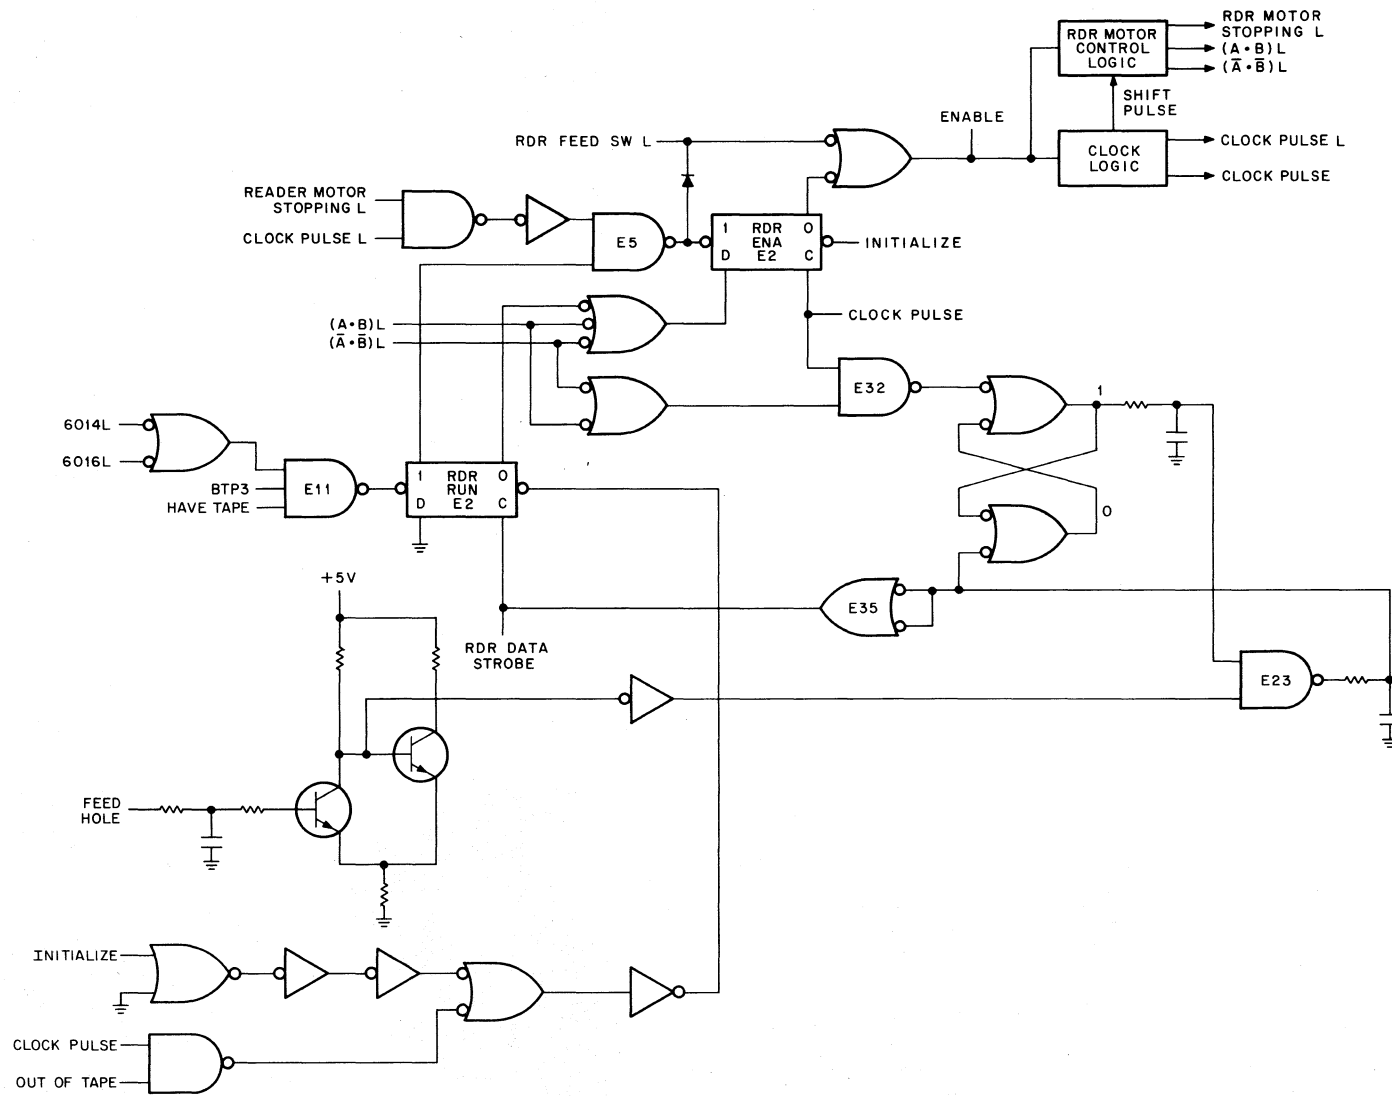 RDR MOTOR
STOPPING L
(A•B)L
(A̅•B̅)L
RDR MOTOR
CONTROL
LOGIC
SHIFT
PULSE
ENABLE
CLOCK
LOGIC
CLOCK PULSE L
CLOCK PULSE
RDR FEED SW L
READER MOTOR
STOPPING L
CLOCK PULSE L
E5
1 RDR 0
ENA
D E2 C
INITIALIZE
(A•B)L
(A̅•B̅)L
CLOCK PULSE
E32
1
6014L
6016L
BTP3
HAVE TAPE
E11
1 RDR 0
RUN
D E2 C
0
+5V
E35
RDR DATA
STROBE
E23
FEED
HOLE
INITIALIZE
CLOCK PULSE
OUT OF TAPE